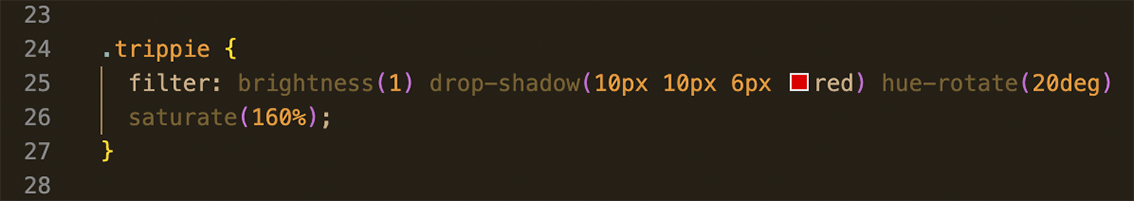 23
24 .trippie {
25 filter: brightness(1) drop-shadow(10px 10px 6px red) hue-rotate(20deg)
26 saturate(160%);
27 }
28